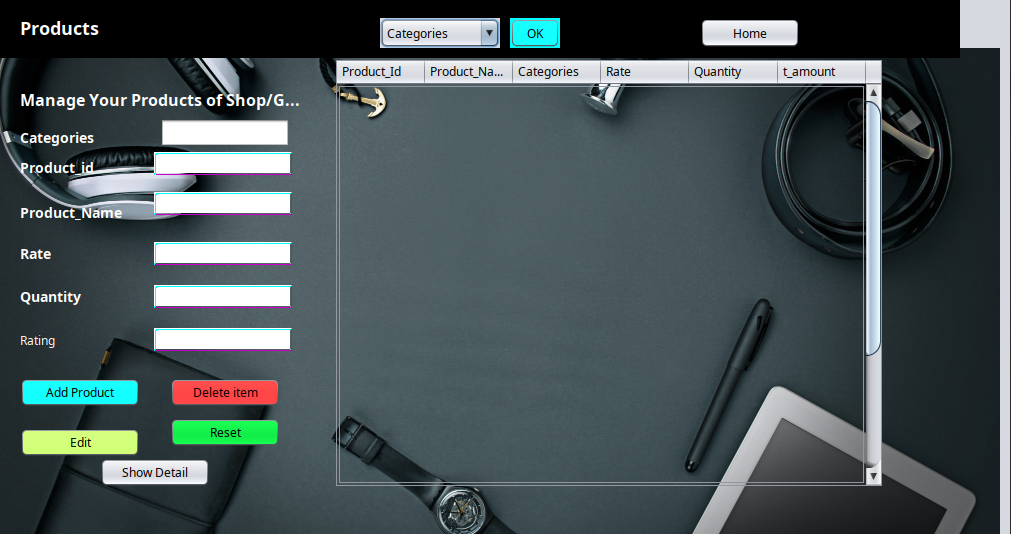 Products
Categories
OK
Home
Product_Id Product_Na... Categories Rate Quantity t_amount
Manage Your Products of Shop/G...
Categories
Product_id
Product_Name
Rate
Quantity
Rating
Add Product
Delete item
Edit
Reset
Show Detail